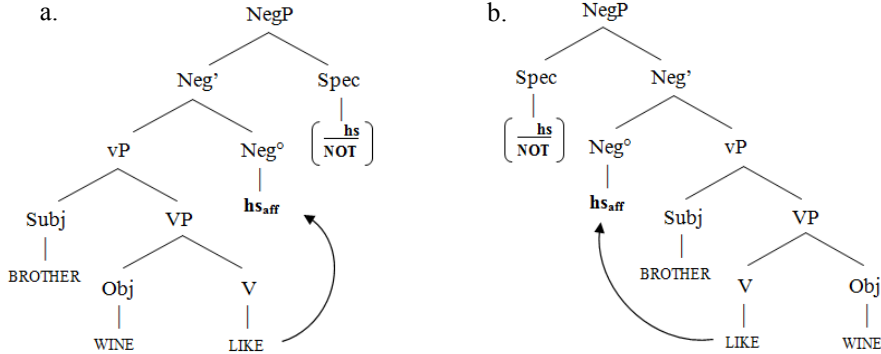 a.
NegP
Neg’ Spec
vP Neg° ( hs NOT )
Subj VP hsaff
BROTHER Obj V
WINE LIKE
b.
NegP
Spec Neg’
( hs NOT ) Neg° vP
hsaff Subj VP
BROTHER V Obj
LIKE WINE